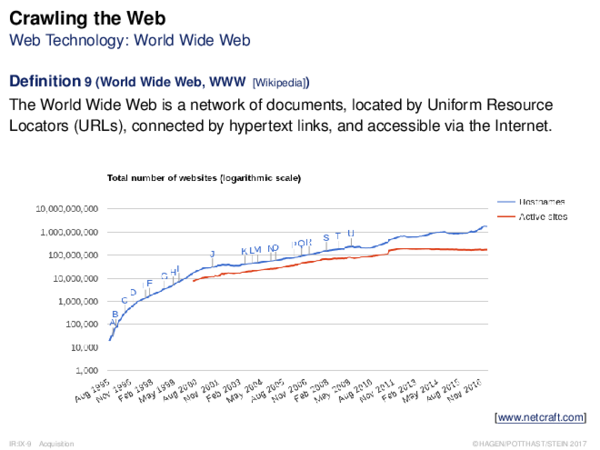 Crawling the Web
Web Technology: World Wide Web
Definition 9 (World Wide Web, WWW [Wikipedia])
The World Wide Web is a network of documents, located by Uniform Resource
Locators (URLs), connected by hypertext links, and accessible via the Internet.
Total number of websites (logarithmic scale)
Hostnames
Active sites
10,000,000,000
1,000,000,000
100,000,000
10,000,000
1,000,000
100,000
10,000
1,000
A
B
C
D
F
G
H
I
J
K
L
M
N
O
S
T
U
Aug 1995
Nov 1996
Feb 1998
May 1999
Aug 2000
Nov 2001
Feb 2003
May 2004
Aug 2005
Nov 2006
Feb 2008
May 2009
Aug 2010
Nov 2011
Feb 2013
May 2014
Aug 2015
Nov 2016
[www.netcraft.com]
IR:IX-9 Acquisition
©HAGEN/POTTHAST/STEIN 2017